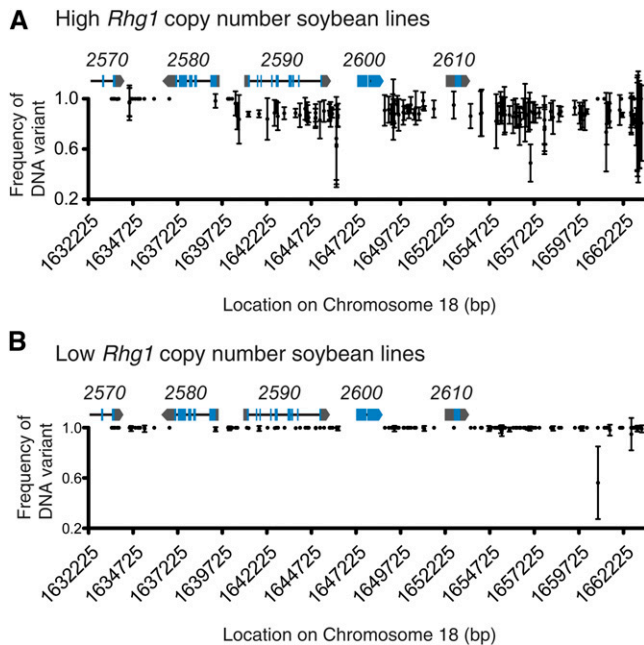 A High Rhg1 copy number soybean lines
2570 2580 2590 2600 2610
Frequency of
DNA variant
1.0
0.6
0.2
1632225 1634725 1637225 1639725 1642225 1644725 1647225 1649725 1652225 1654725 1657225 1659725 1662225
Location on Chromosome 18 (bp)
B Low Rhg1 copy number soybean lines
2570 2580 2590 2600 2610
Frequency of
DNA variant
1.0
0.6
0.2
1632225 1634725 1637225 1639725 1642225 1644725 1647225 1649725 1652225 1654725 1657225 1659725 1662225
Location on Chromosome 18 (bp)